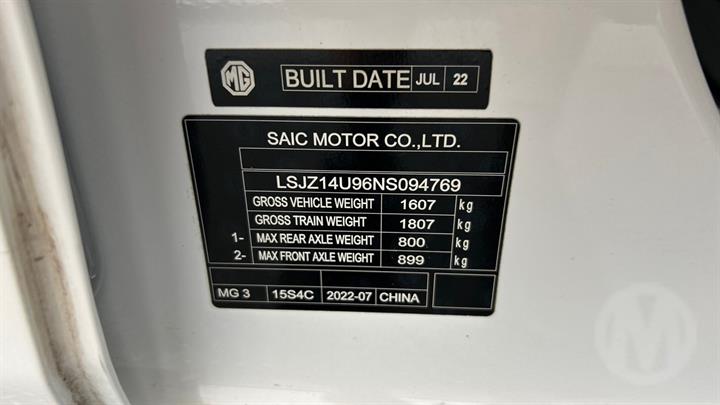 MG BUILT DATE JUL 22
SAIC MOTOR CO.,LTD.
LSJZ14U96NS094769
GROSS VEHICLE WEIGHT 1607 kg
GROSS TRAIN WEIGHT 1807 kg
1- MAX REAR AXLE WEIGHT 800 kg
2- MAX FRONT AXLE WEIGHT 899 kg
MG 3 15S4C 2022-07 CHINA
M